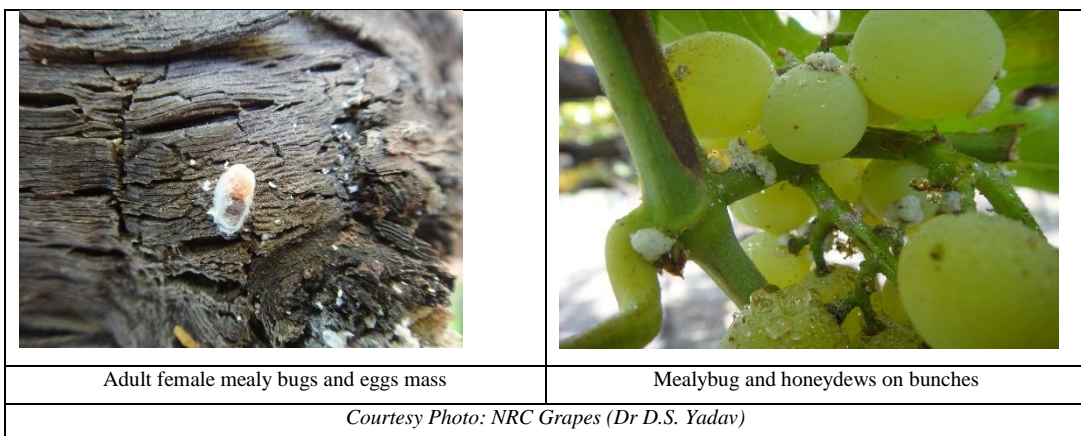 Adult female mealy bugs and eggs mass
Mealybug and honeydews on bunches
Courtesy Photo: NRC Grapes (Dr D.S. Yadav)